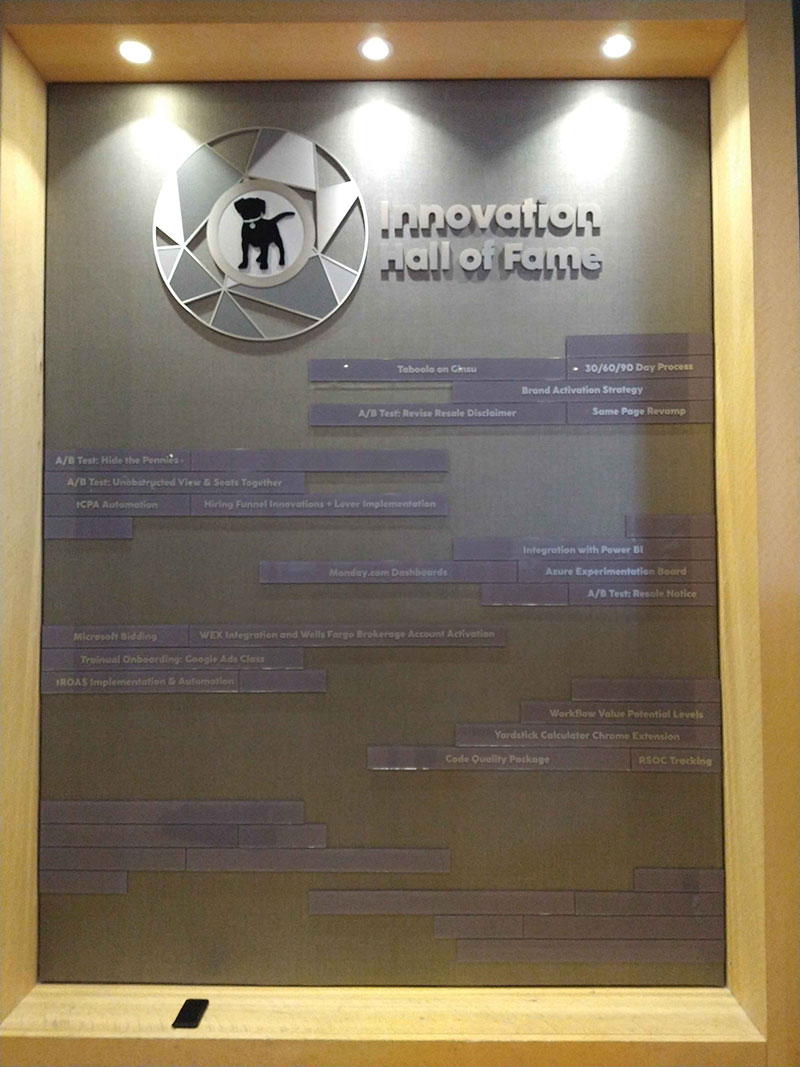 Innovation
Hall of Fame
Taboola on Ginsu
30/60/90 Day Process
Brand Activation Strategy
A/B Test: Revise Resale Disclaimer
Same Page Revamp
A/B Test: Hide the Pennies
A/B Test: Unobstructed View & Seats Together
tCPA Automation
Hiring Funnel Innovations + Lever Implementation
Integration with Power BI
Monday.com Dashboards
Azure Experimentation Board
A/B Test: Resale Notice
Microsoft Bidding
WEX Integration and Wells Fargo Brokerage Account Activation
Trainual Onboarding: Google Ads Class
tROAS Implementation & Automation
Workflow Value Potential Levels
Yardstick Calculator Chrome Extension
Code Quality Package
RSOC Tracking